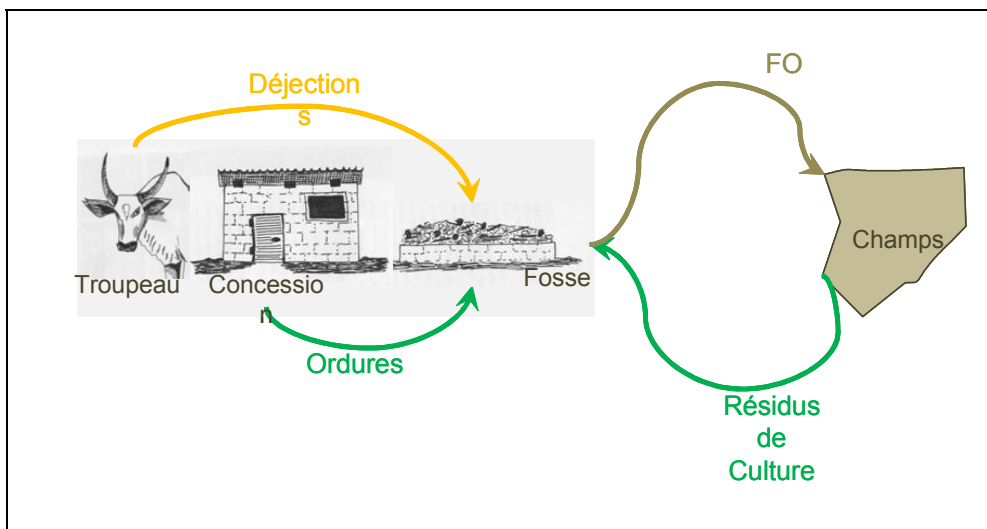 FO
Déjection
s
Champs
Troupeau
Concessio
n
Fosse
Ordures
Résidus
de
Culture